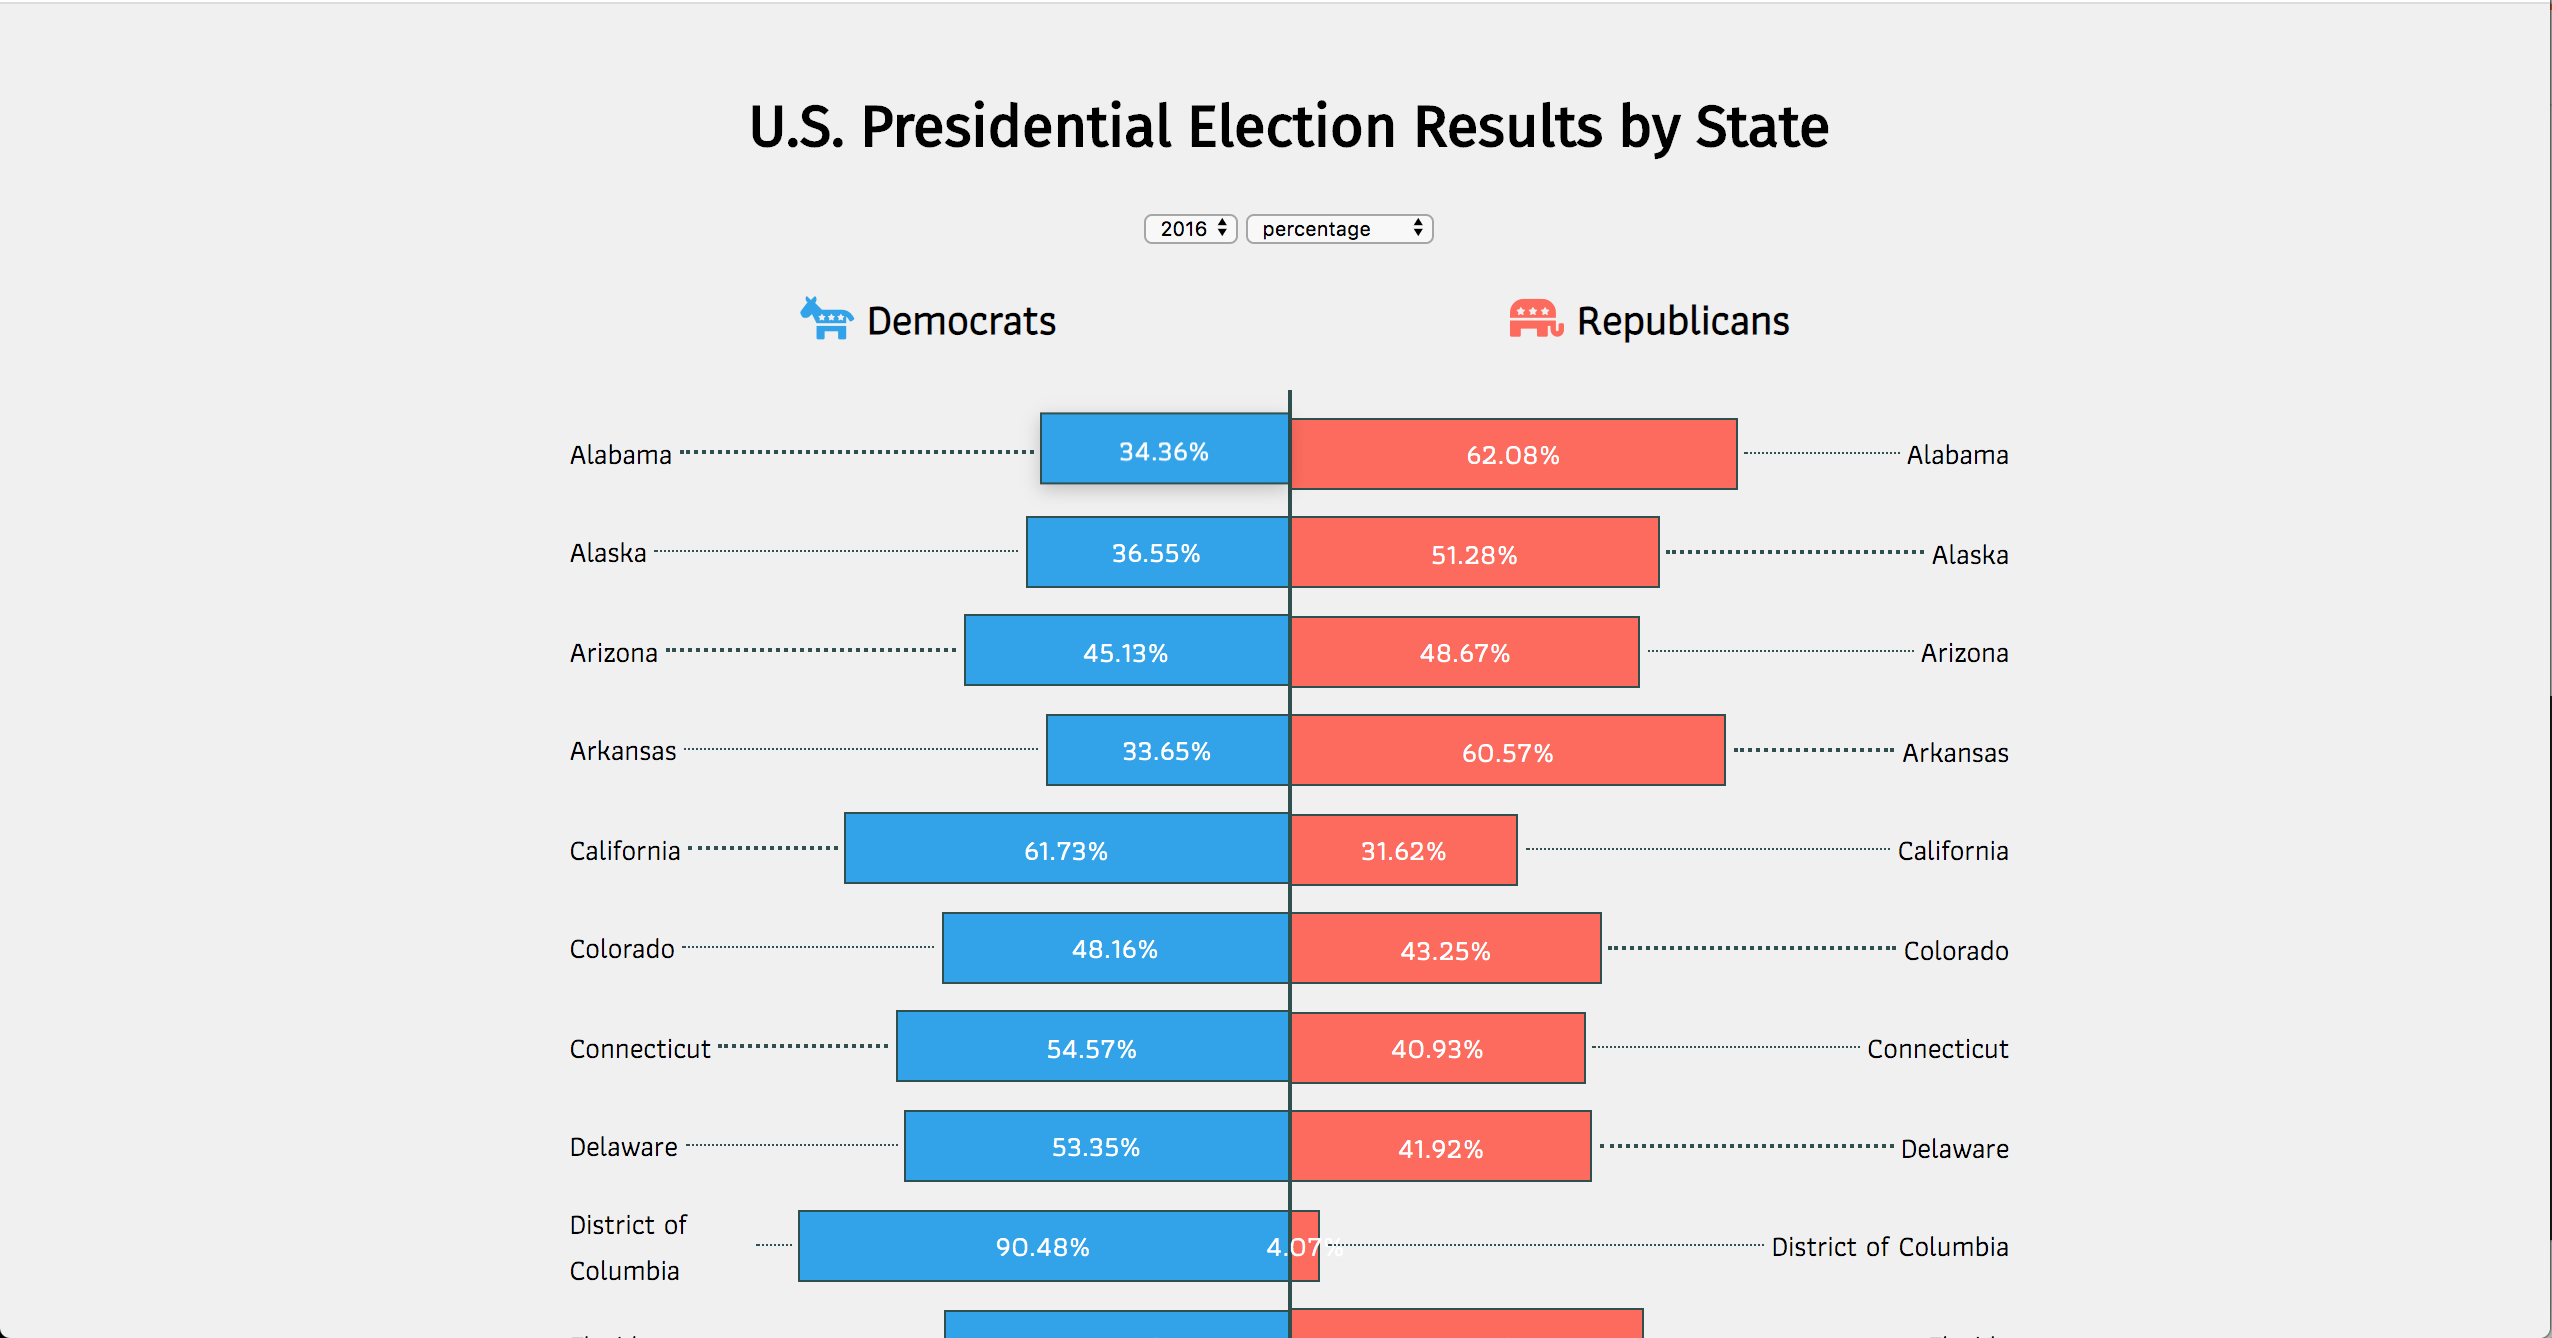 U.S. Presidential Election Results by State
2016 percentage
Democrats Republicans
Alabama 34.36% 62.08% Alabama
Alaska 36.55% 51.28% Alaska
Arizona 45.13% 48.67% Arizona
Arkansas 33.65% 60.57% Arkansas
California 61.73% 31.62% California
Colorado 48.16% 43.25% Colorado
Connecticut 54.57% 40.93% Connecticut
Delaware 53.35% 41.92% Delaware
District of
Columbia 90.48% 4.07% District of Columbia